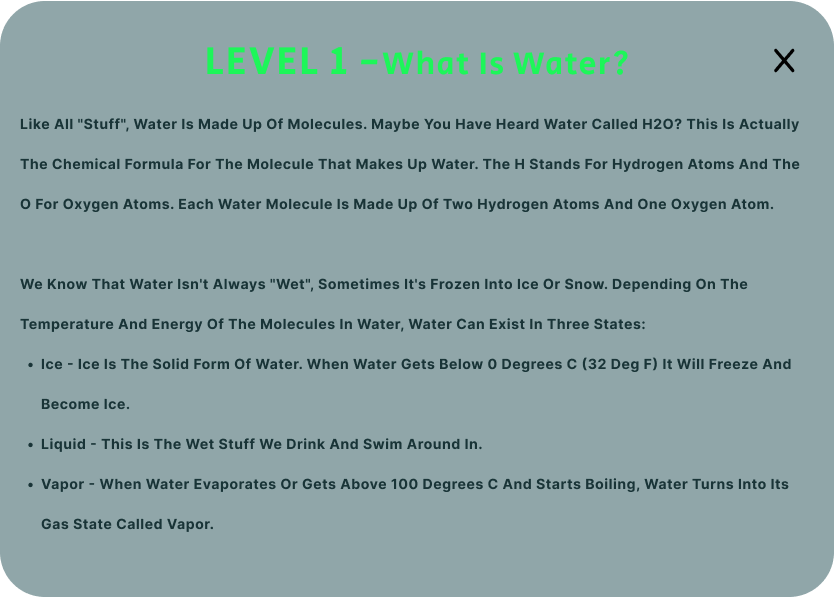 LEVEL 1 –What Is Water?
X
Like All "Stuff", Water Is Made Up Of Molecules. Maybe You Have Heard Water Called H2O? This Is Actually
The Chemical Formula For The Molecule That Makes Up Water. The H Stands For Hydrogen Atoms And The
O For Oxygen Atoms. Each Water Molecule Is Made Up Of Two Hydrogen Atoms And One Oxygen Atom.
We Know That Water Isn't Always "Wet", Sometimes It's Frozen Into Ice Or Snow. Depending On The
Temperature And Energy Of The Molecules In Water, Water Can Exist In Three States:
• Ice - Ice Is The Solid Form Of Water. When Water Gets Below 0 Degrees C (32 Deg F) It Will Freeze And
Become Ice.
• Liquid - This Is The Wet Stuff We Drink And Swim Around In.
• Vapor - When Water Evaporates Or Gets Above 100 Degrees C And Starts Boiling, Water Turns Into Its
Gas State Called Vapor.